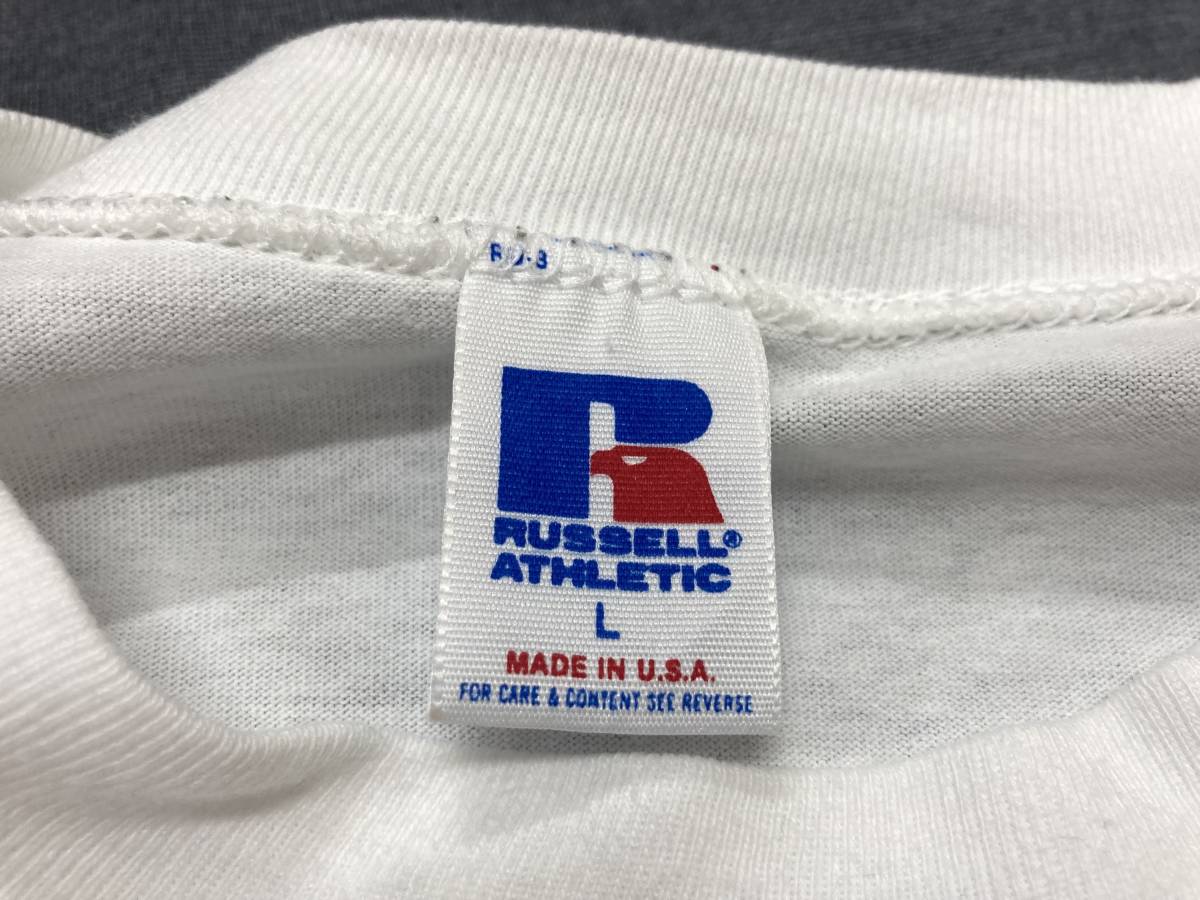 RUSSELL®
ATHLETIC
L
MADE IN U.S.A.
FOR CARE & CONTENT SEE REVERSE